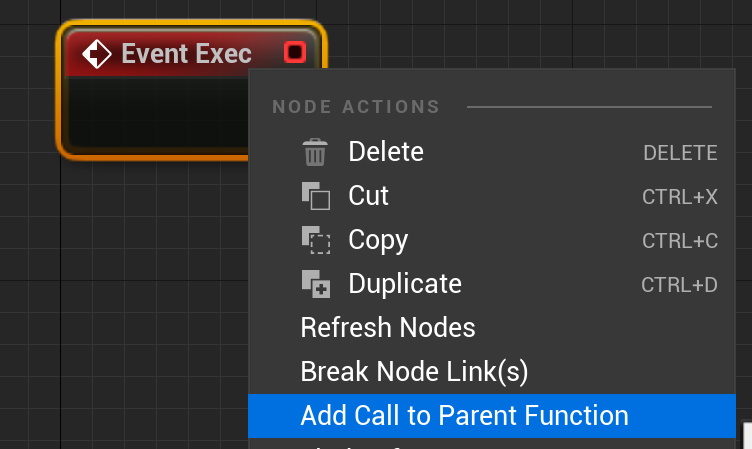 Event Exec
NODE ACTIONS
Delete DELETE
Cut CTRL+X
Copy CTRL+C
Duplicate CTRL+D
Refresh Nodes
Break Node Link(s)
Add Call to Parent Function